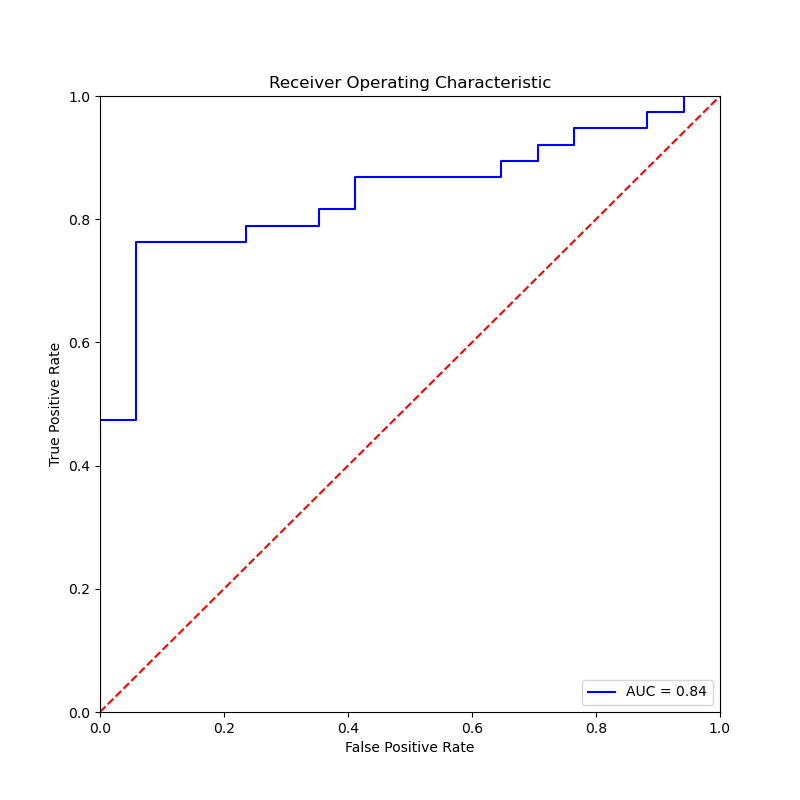 Receiver Operating Characteristic
1.0
0.8
0.6
0.4
0.2
0.0
True Positive Rate
AUC = 0.84
0.0 0.2 0.4 0.6 0.8 1.0
False Positive Rate